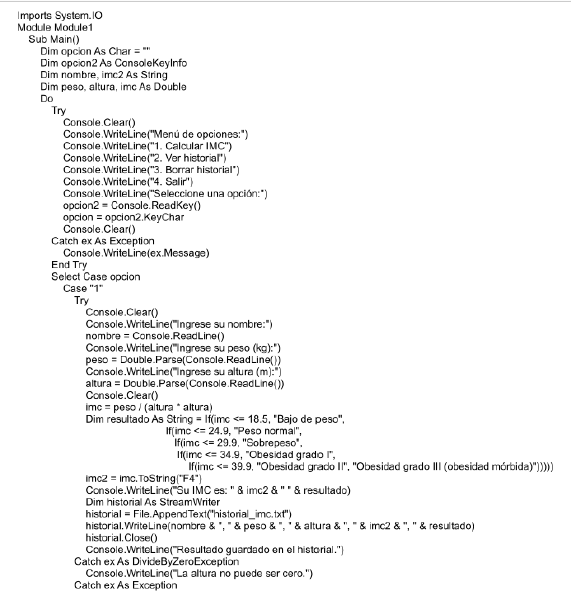 Imports System.IO
Module Module1
Sub Main()
Dim opcion As Char = ""
Dim opcion2 As ConsoleKeyInfo
Dim nombre, imc2 As String
Dim peso, altura, imc As Double
Do
Try
Console.Clear()
Console.WriteLine("Menú de opciones:")
Console.WriteLine("1. Calcular IMC")
Console.WriteLine("2. Ver historial")
Console.WriteLine("3. Borrar historial")
Console.WriteLine("4. Salir")
Console.WriteLine("Seleccione una opción:")
opcion2 = Console.ReadKey()
opcion = opcion2.KeyChar
Console.Clear()
Catch ex As Exception
Console.WriteLine(ex.Message)
End Try
Select Case opcion
Case "1"
Try
Console.Clear()
Console.WriteLine("Ingrese su nombre:")
nombre = Console.ReadLine()
Console.WriteLine("Ingrese su peso (kg):")
peso = Double.Parse(Console.ReadLine())
Console.WriteLine("Ingrese su altura (m):")
altura = Double.Parse(Console.ReadLine())
Console.Clear()
imc = peso / (altura * altura)
Dim resultado As String = If(imc <= 18.5, "Bajo de peso",
If(imc <= 24.9, "Peso normal",
If(imc <= 29.9, "Sobrepeso",
If(imc <= 34.9, "Obesidad grado I",
If(imc <= 39.9, "Obesidad grado II", "Obesidad grado III (obesidad mórbida)")))))
imc2 = imc.ToString("F4")
Console.WriteLine("Su IMC es: " & imc2 & " " & resultado)
Dim historial As StreamWriter
historial = File.AppendText("historial_imc.txt")
historial.WriteLine(nombre & ", " & peso & ", " & altura & ", " & imc2 & ", " & resultado)
historial.Close()
Console.WriteLine("Resultado guardado en el historial.")
Catch ex As DivideByZeroException
Console.WriteLine("La altura no puede ser cero.")
Catch ex As Exception